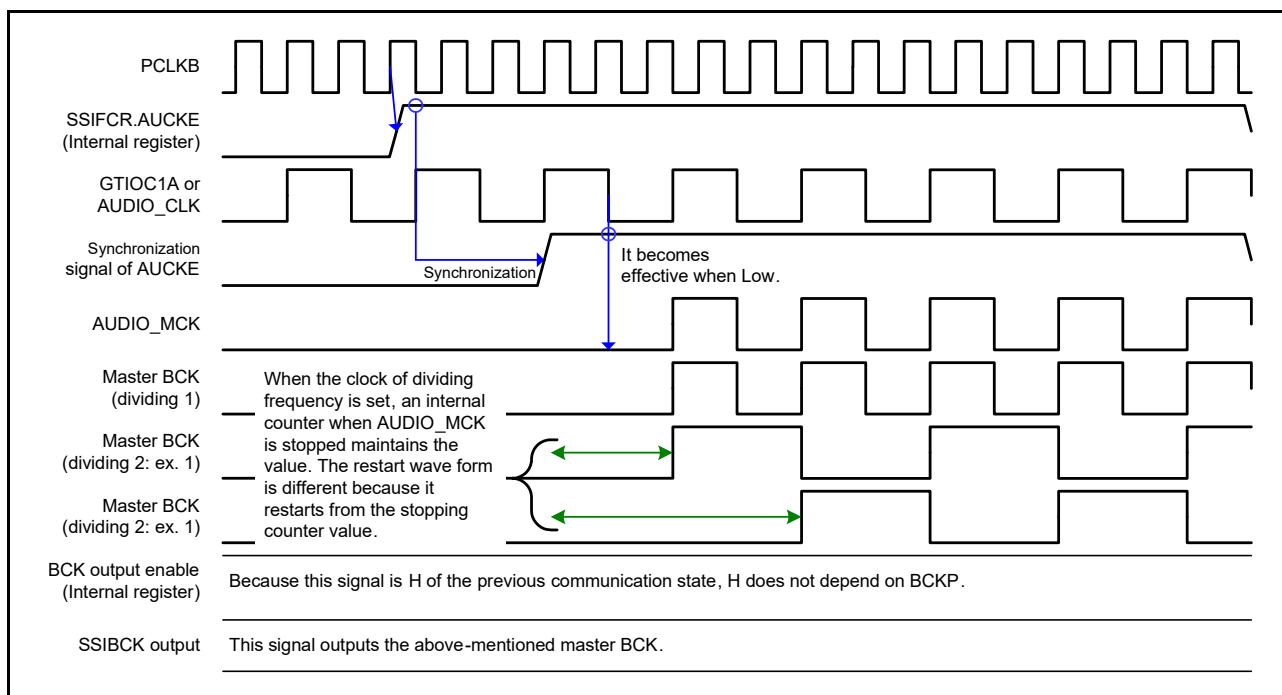 PCLKB
SSIFCR.AUCKE
(Internal register)
GTIOC1A or
AUDIO_CLK
Synchronization
signal of AUCKE
Synchronization
It becomes
effective when Low.
AUDIO_MCK
Master BCK
(dividing 1)
When the clock of dividing
frequency is set, an internal
counter when AUDIO_MCK
is stopped maintains the
value. The restart wave form
is different because it
restarts from the stopping
counter value.
Master BCK
(dividing 2: ex. 1)
Master BCK
(dividing 2: ex. 1)
BCK output enable
(Internal register)
Because this signal is H of the previous communication state, H does not depend on BCKP.
SSIBCK output
This signal outputs the above-mentioned master BCK.